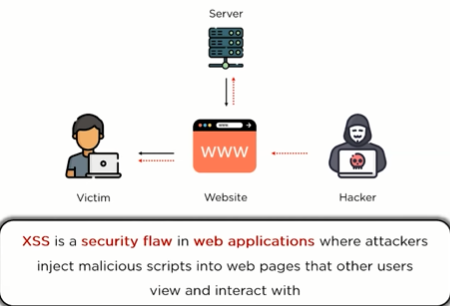 Server
WWW
Victim
Website
Hacker
XSS is a security flaw in web applications where attackers
inject malicious scripts into web pages that other users
view and interact with